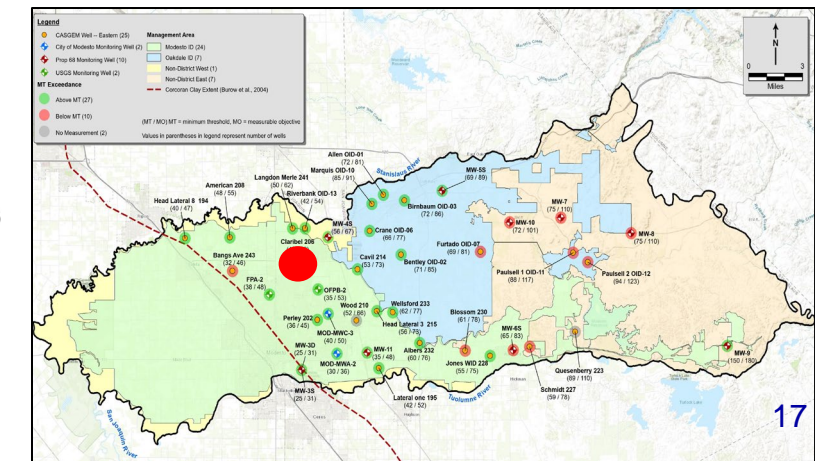 Legend
CASGEM Well – Eastern (25)
City of Modesto Monitoring Well (2)
Prop 68 Monitoring Well (10)
USGS Monitoring Well (2)
MT Exceedance
Above MT (27)
Below MT (10)
No Measurement (2)
Management Area
Modesto ID (24)
Oakdale ID (7)
Non-District West (1)
Non-District East (7)
Corcoran Clay Extent (Burow et al., 2004)
(MT / MO) MT = minimum threshold, MO = measurable objective
Values in parentheses in legend represent number of wells
N
0 3
Miles
Allen OID-01
(72 / 81)
Marquis OID-10
(85 / 91)
Stanislaus River
MW-5S
(69 / 89)
Langdon Merle 241
(50 / 62)
Riverbank OID-13
(42 / 54)
American 208
(48 / 55)
Head Lateral 8 194
(40 / 47)
Birnbaum OID-03
(72 / 86)
MW-7
(75 / 110)
MW-10
(72 / 101)
MW-4S
(56 / 67)
Crane OID-06
(66 / 77)
MW-8
(75 / 110)
Claribel 206
Furtado OID-07
(69 / 81)
Bangs Ave 243
(32 / 46)
Cavil 214
(53 / 73)
Bentley OID-02
(71 / 85)
Paulsell 1 OID-11
(88 / 117)
Paulsell 2 OID-12
(94 / 123)
FPA-2
(38 / 48)
OFPB-2
(35 / 53)
Wood 210
(52 / 66)
Wellsford 233
(62 / 77)
Blossom 230
(61 / 78)
Perley 202
(36 / 45)
Head Lateral 3 215
(56 / 73)
MOD-MWC-3
(40 / 50)
MW-6S
(65 / 83)
MW-3D
(25 / 31)
MW-11
(35 / 48)
Albers 232
(60 / 76)
MOD-MWA-2
(30 / 36)
Jones WID 228
(55 / 75)
MW-9
(150 / 180)
Quesenberry 223
(89 / 110)
Schmidt 227
(59 / 78)
MW-3S
(25 / 31)
Lateral one 195
(42 / 52)
Tuolumne River
San Joaquin River
17